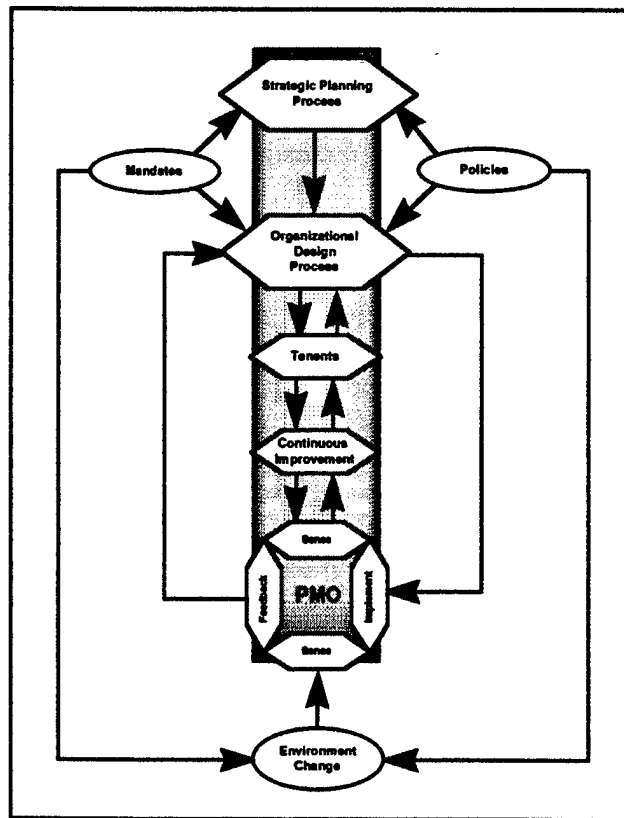 Strategic Planning
Process
Mandates
Policies
Organizational
Design
Process
Tenents
Continuous
Improvement
Sense
Feedback
PMO
Implement
Sense
Environment
Change